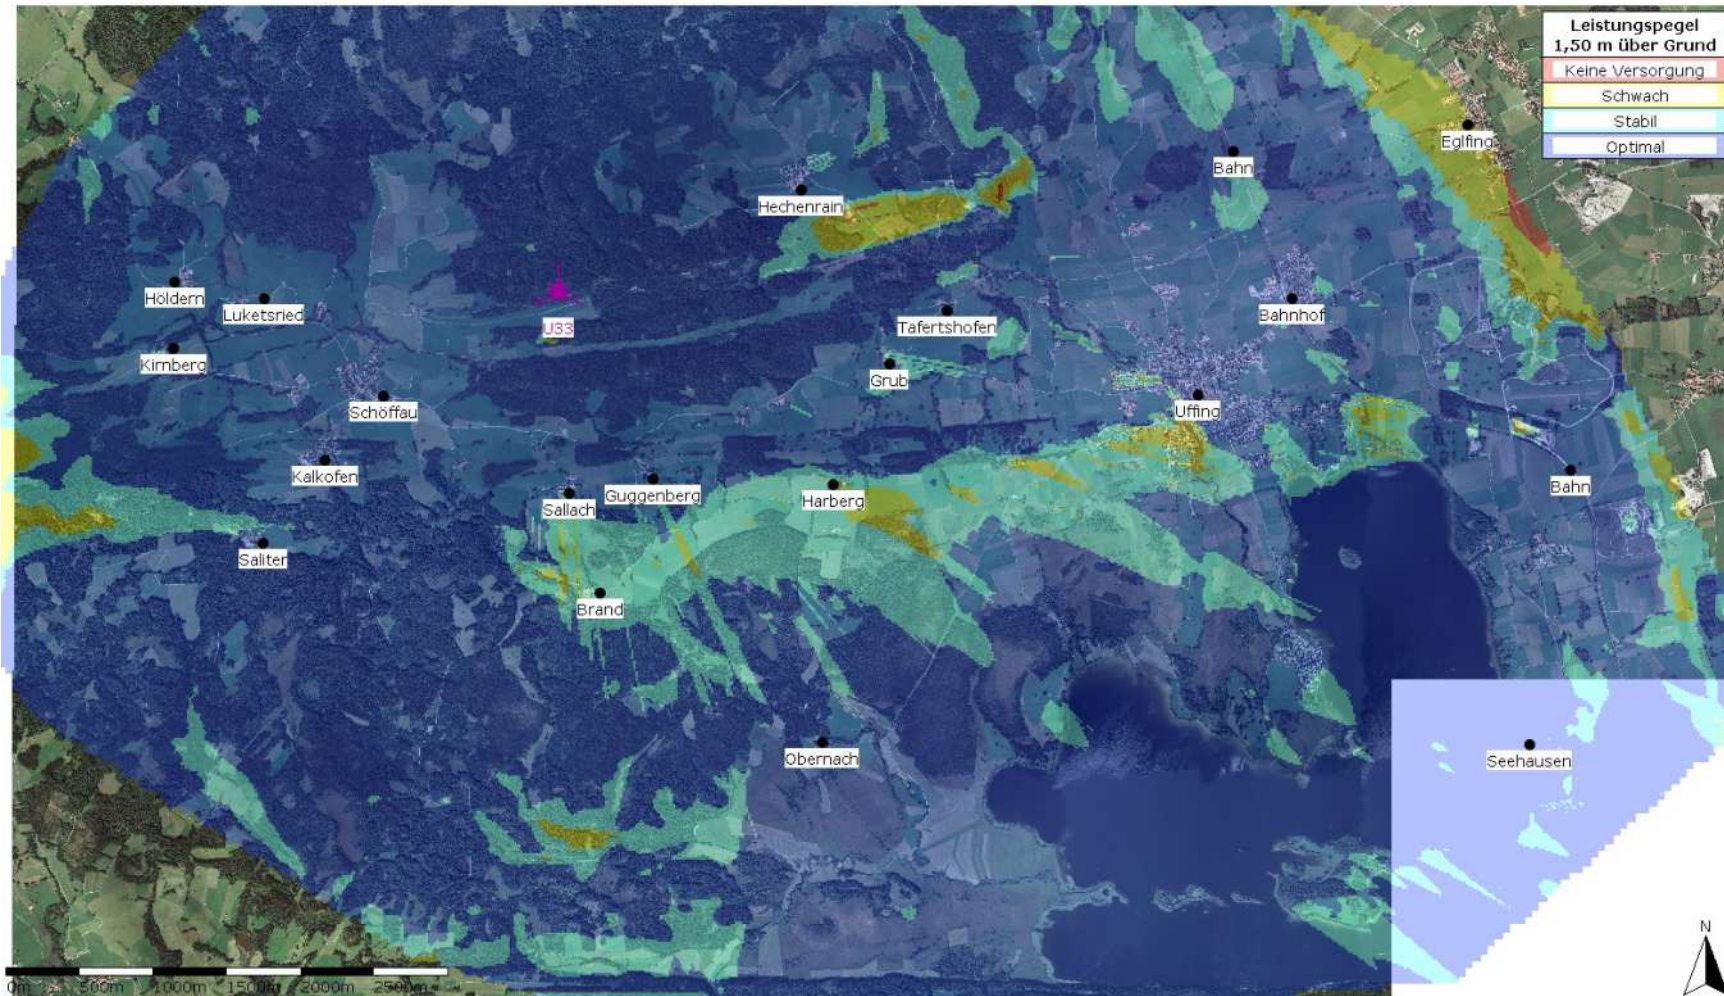 Leistungspegel
1,50 m über Grund
Keine Versorgung
Schwach
Stabil
Optimal
Eglfing
Bahn
Hechenrain
Höldern
Luketsried
U33
Tafertshofen
Bahnhof
Kirnberg
Grub
Schöffau
Uffing
Kalkofen
Sallach
Guggenberg
Harberg
Bahn
Saliter
Brand
Obernach
Seehausen
N
0m 500m 1000m 1500m 2000m 2500m